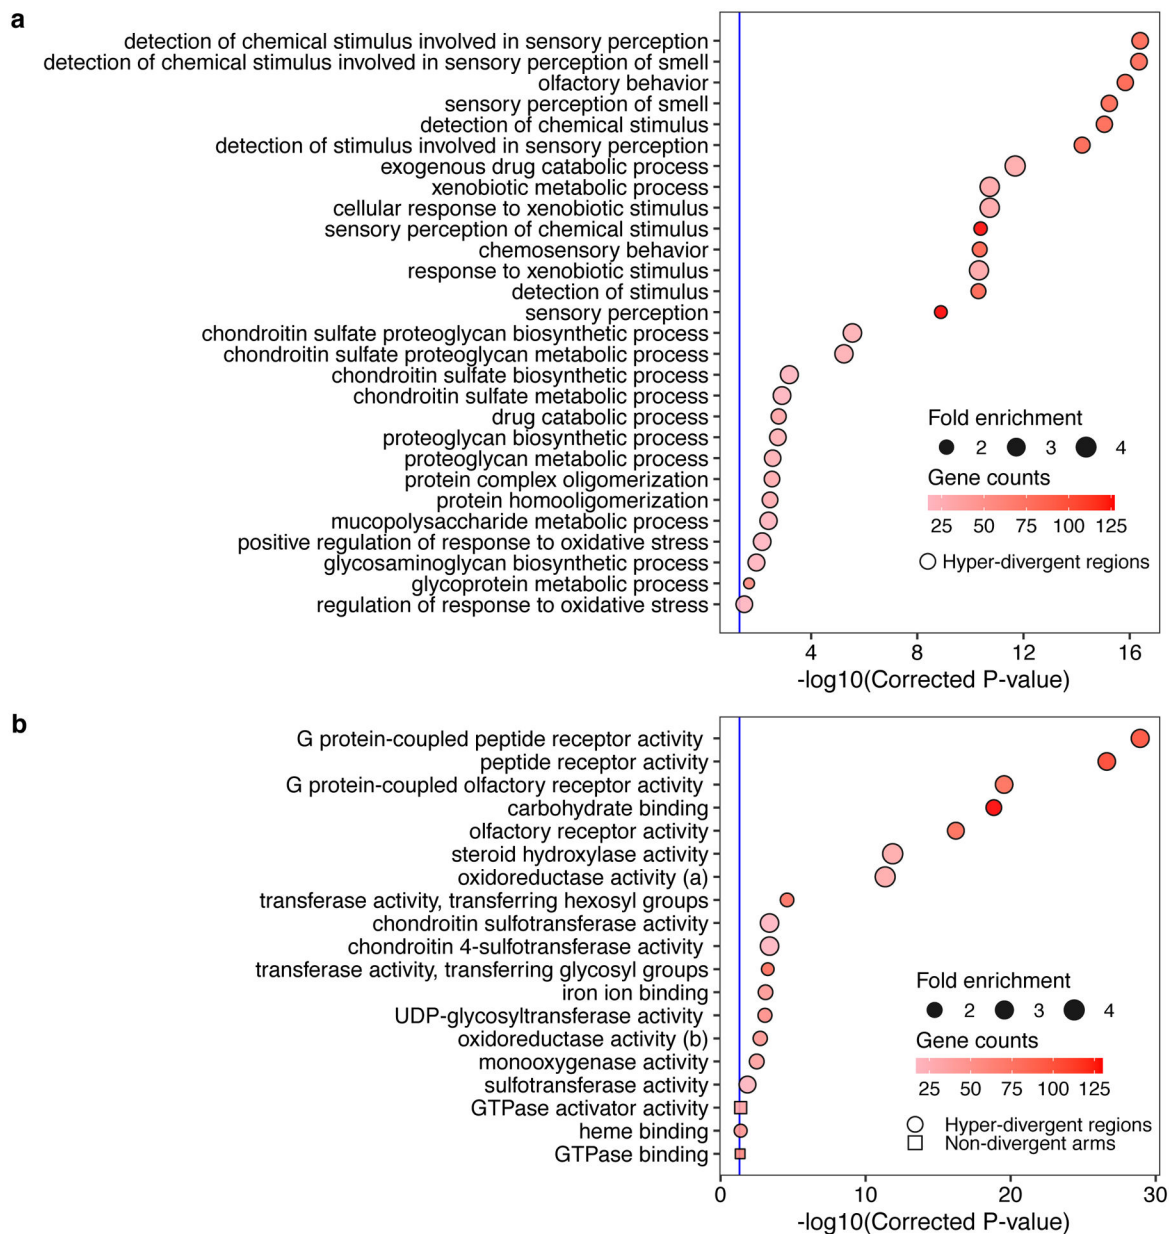 a
detection of chemical stimulus involved in sensory perception
detection of chemical stimulus involved in sensory perception of smell
olfactory behavior
sensory perception of smell
detection of chemical stimulus
detection of stimulus involved in sensory perception
exogenous drug catabolic process
xenobiotic metabolic process
cellular response to xenobiotic stimulus
sensory perception of chemical stimulus
chemosensory behavior
response to xenobiotic stimulus
detection of stimulus
sensory perception
chondroitin sulfate proteoglycan biosynthetic process
chondroitin sulfate proteoglycan metabolic process
chondroitin sulfate biosynthetic process
chondroitin sulfate metabolic process
drug catabolic process
proteoglycan biosynthetic process
proteoglycan metabolic process
protein complex oligomerization
protein homooligomerization
mucopolysaccharide metabolic process
positive regulation of response to oxidative stress
glycosaminoglycan biosynthetic process
glycoprotein metabolic process
regulation of response to oxidative stress
Fold enrichment
2 3 4
Gene counts
25 50 75 100 125
Hyper-divergent regions
4 8 12 16
-log10(Corrected P-value)
b
G protein-coupled peptide receptor activity
peptide receptor activity
G protein-coupled olfactory receptor activity
carbohydrate binding
olfactory receptor activity
steroid hydroxylase activity
oxidoreductase activity (a)
transferase activity, transferring hexosyl groups
chondroitin sulfotransferase activity
chondroitin 4-sulfotransferase activity
transferase activity, transferring glycosyl groups
iron ion binding
UDP-glycosyltransferase activity
oxidoreductase activity (b)
monooxygenase activity
sulfotransferase activity
GTPase activator activity
heme binding
GTPase binding
Fold enrichment
2 3 4
Gene counts
25 50 75 100 125
Hyper-divergent regions
Non-divergent arms
0 10 20 30
-log10(Corrected P-value)